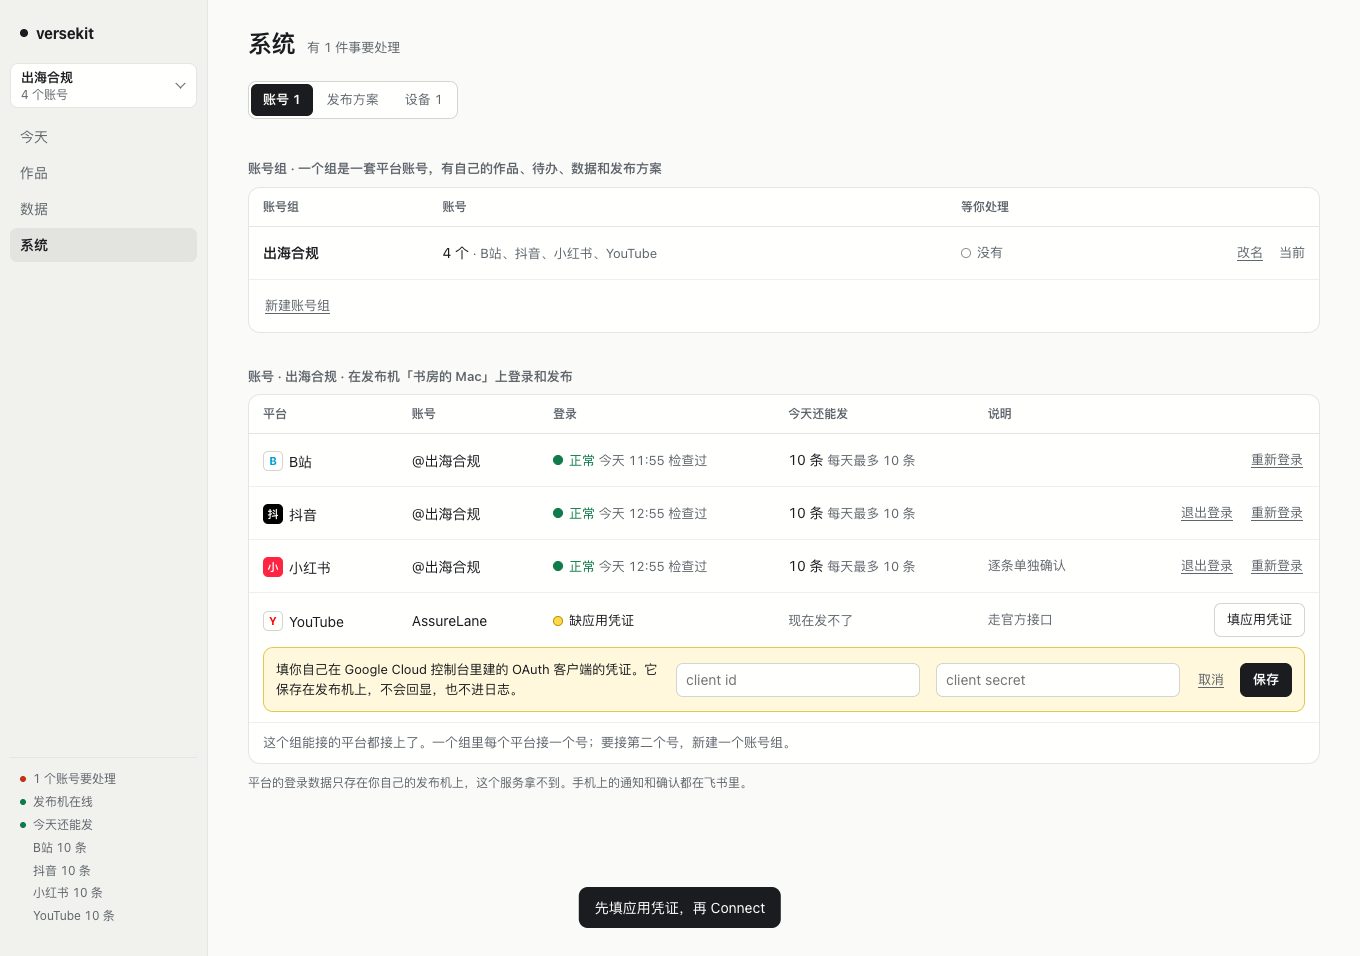 versekit
出海合规
4 个账号
今天
作品
数据
系统
1 个账号要处理
发布机在线
今天还能发
B站 10 条
抖音 10 条
小红书 10 条
YouTube 10 条
系统 有 1 件事要处理
账号 1 发布方案 设备 1
账号组 · 一个组是一套平台账号，有自己的作品、待办、数据和发布方案
账号组 账号 等你处理
出海合规 4 个 · B站、抖音、小红书、YouTube 没有 改名 当前
新建账号组
账号 · 出海合规 · 在发布机「书房的 Mac」上登录和发布
平台 账号 登录 今天还能发 说明
B B站 @出海合规 正常 今天 11:55 检查过 10 条 每天最多 10 条 重新登录
抖 抖音 @出海合规 正常 今天 12:55 检查过 10 条 每天最多 10 条 退出登录 重新登录
小 小红书 @出海合规 正常 今天 12:55 检查过 10 条 每天最多 10 条 逐条单独确认 退出登录 重新登录
Y YouTube AssureLane 缺应用凭证 现在发不了 走官方接口 填应用凭证
填你自己在 Google Cloud 控制台里建的 OAuth 客户端的凭证。它
保存在发布机上，不会回显，也不进日志。
client id client secret 取消 保存
这个组能接的平台都接上了。一个组里每个平台接一个号；要接第二个号，新建一个账号组。
平台的登录数据只存在你自己的发布机上，这个服务拿不到。手机上的通知和确认都在飞书里。
先填应用凭证，再 Connect